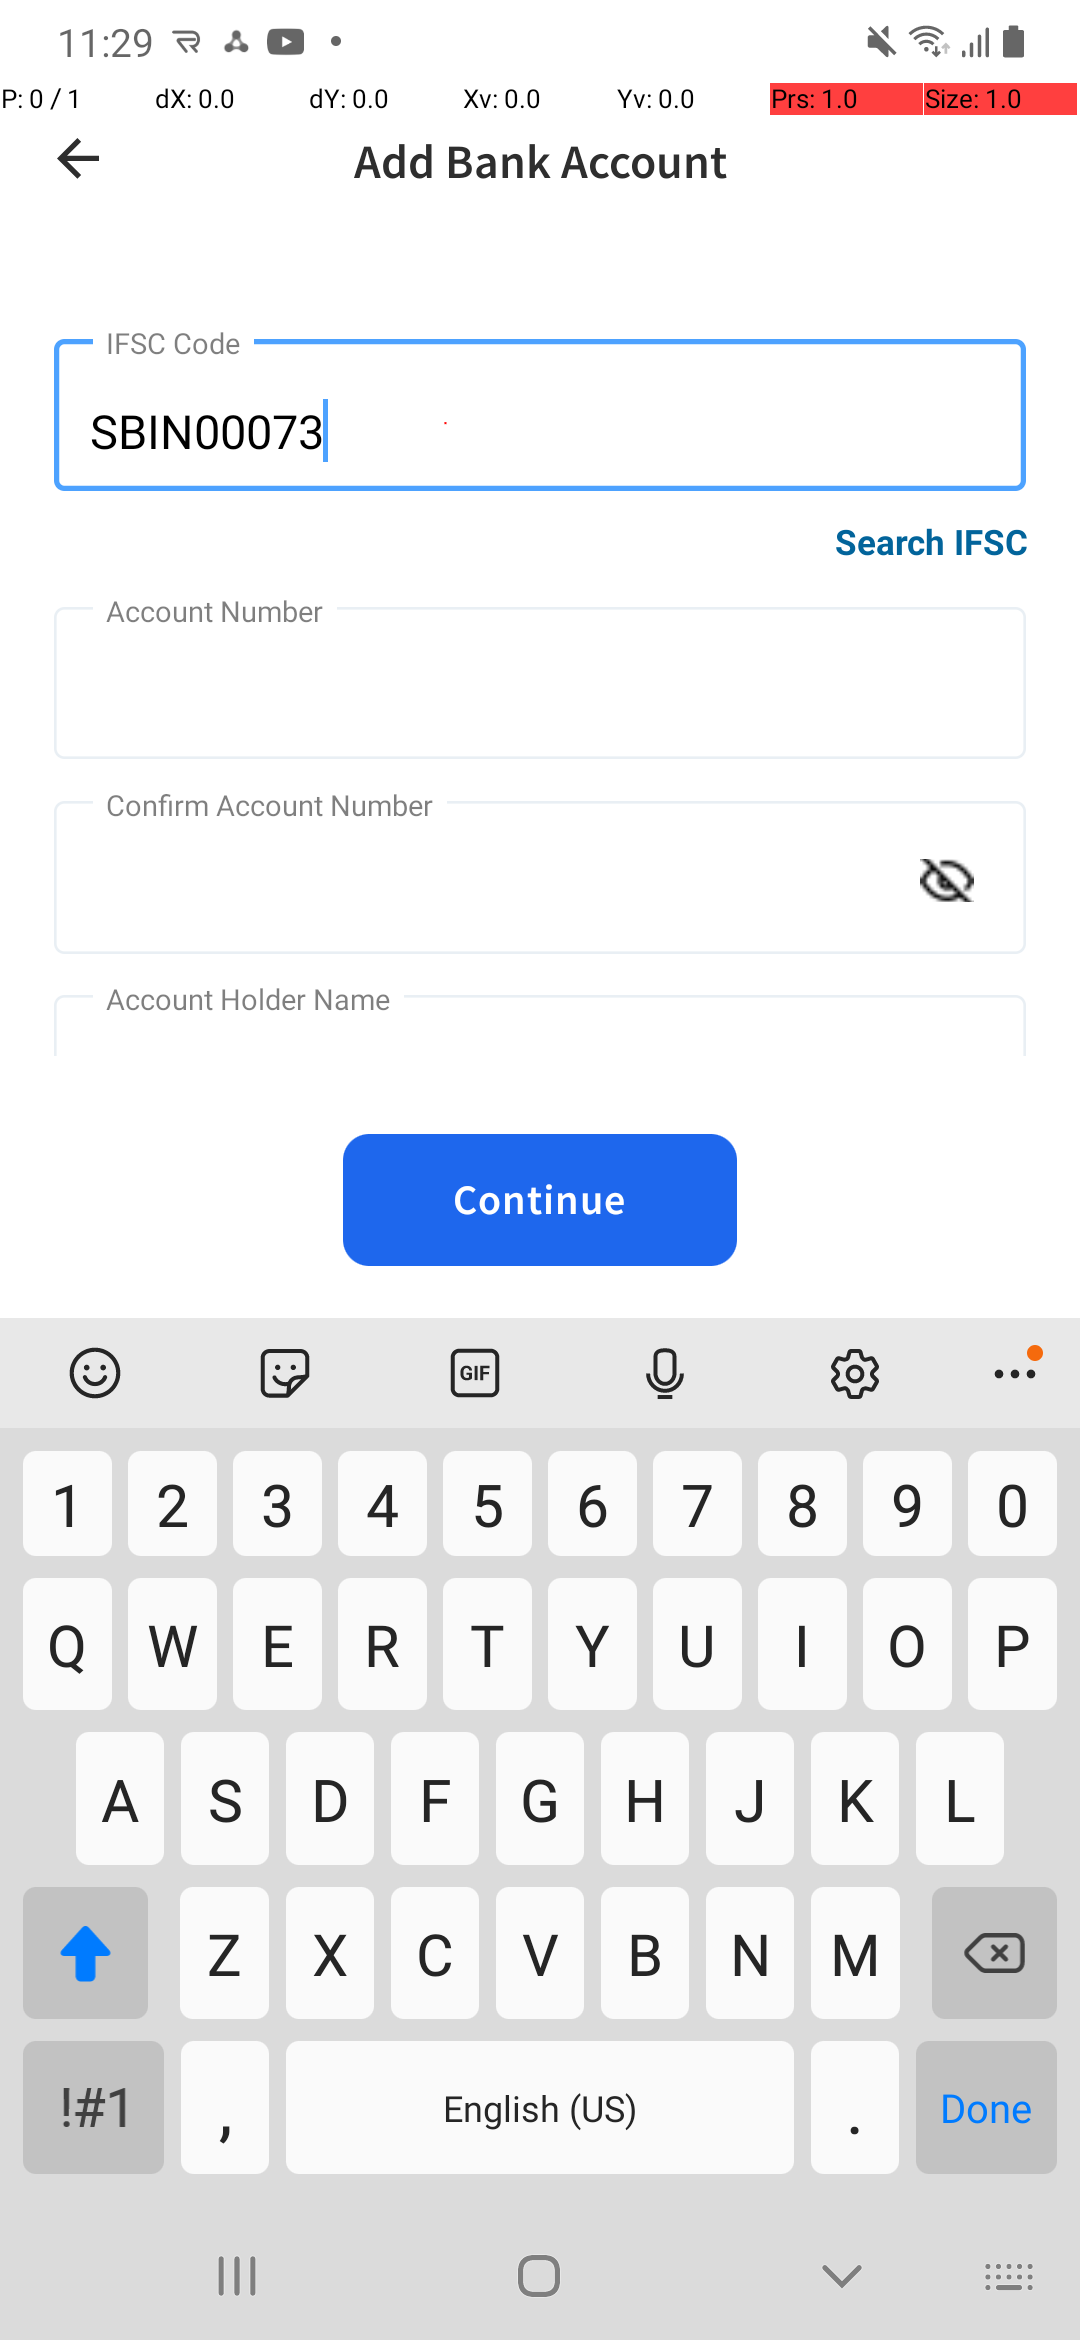 11:29
P: 0 / 1 dX: 0.0 dY: 0.0 Xv: 0.0 Yv: 0.0 Prs: 1.0 Size: 1.0
Add Bank Account
IFSC Code
SBIN00073
Search IFSC
Account Number
Confirm Account Number
Account Holder Name
Continue
GIF
1 2 3 4 5 6 7 8 9 0
Q W E R T Y U I O P
A S D F G H J K L
Z X C V B N M
!#1 , English (US) . Done